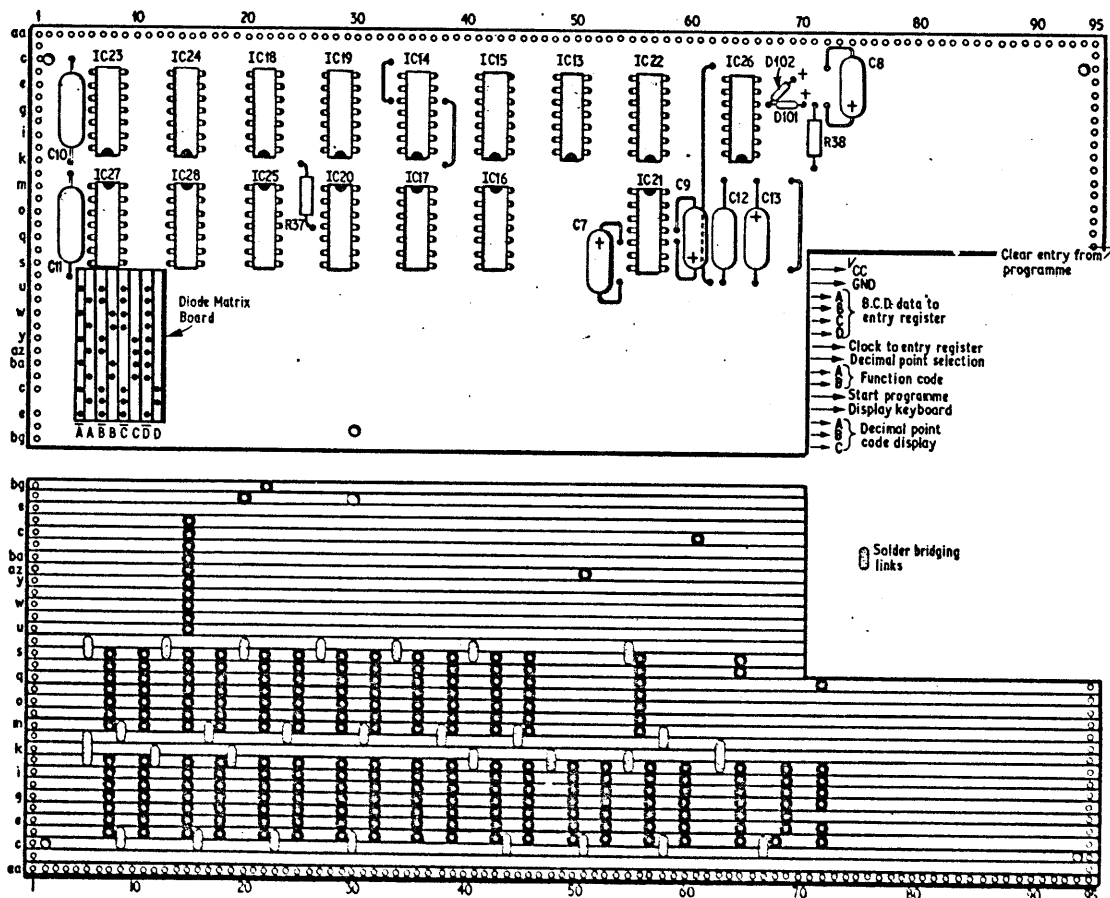 1 10 20 30 40 50 60 70 80 90 95
aa
c
e
g
i
k
m
o
q
s
u
w
y
az
ba
c
e
bg
IC23 IC24 IC18 IC19 IC14 IC15 IC13 IC22 IC26 D102 C8
+ +
+
D101
+
R38
C10
IC27 IC28 IC25 IC20 IC17 IC16 IC21 C9 C12 C13
R37
C7
+
+
+
C11
Diode Matrix
Board
A A B B C C D D
Clear entry from
programme
VCC
GND
A
B
C
D
B.C.D. data to
entry register
Clock to entry register
Decimal point selection
A
B
Function code
Start programme
Display keyboard
A
B
C
Decimal point
code display
bg
e
c
ba
az
y
w
u
s
q
o
m
k
i
g
e
c
aa
Solder bridging
links
1 10 20 30 40 50 60 70 80 90 95